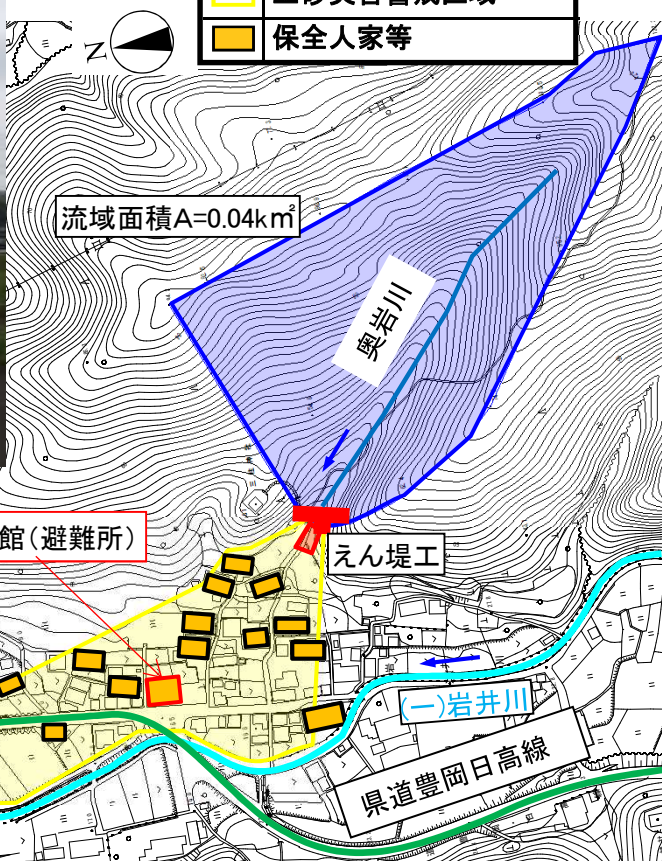 保全人家等
N
流域面積A=0.04k㎡
奥岩川
館(避難所)
えん堤工
(一)岩井川
県道豊岡日高線